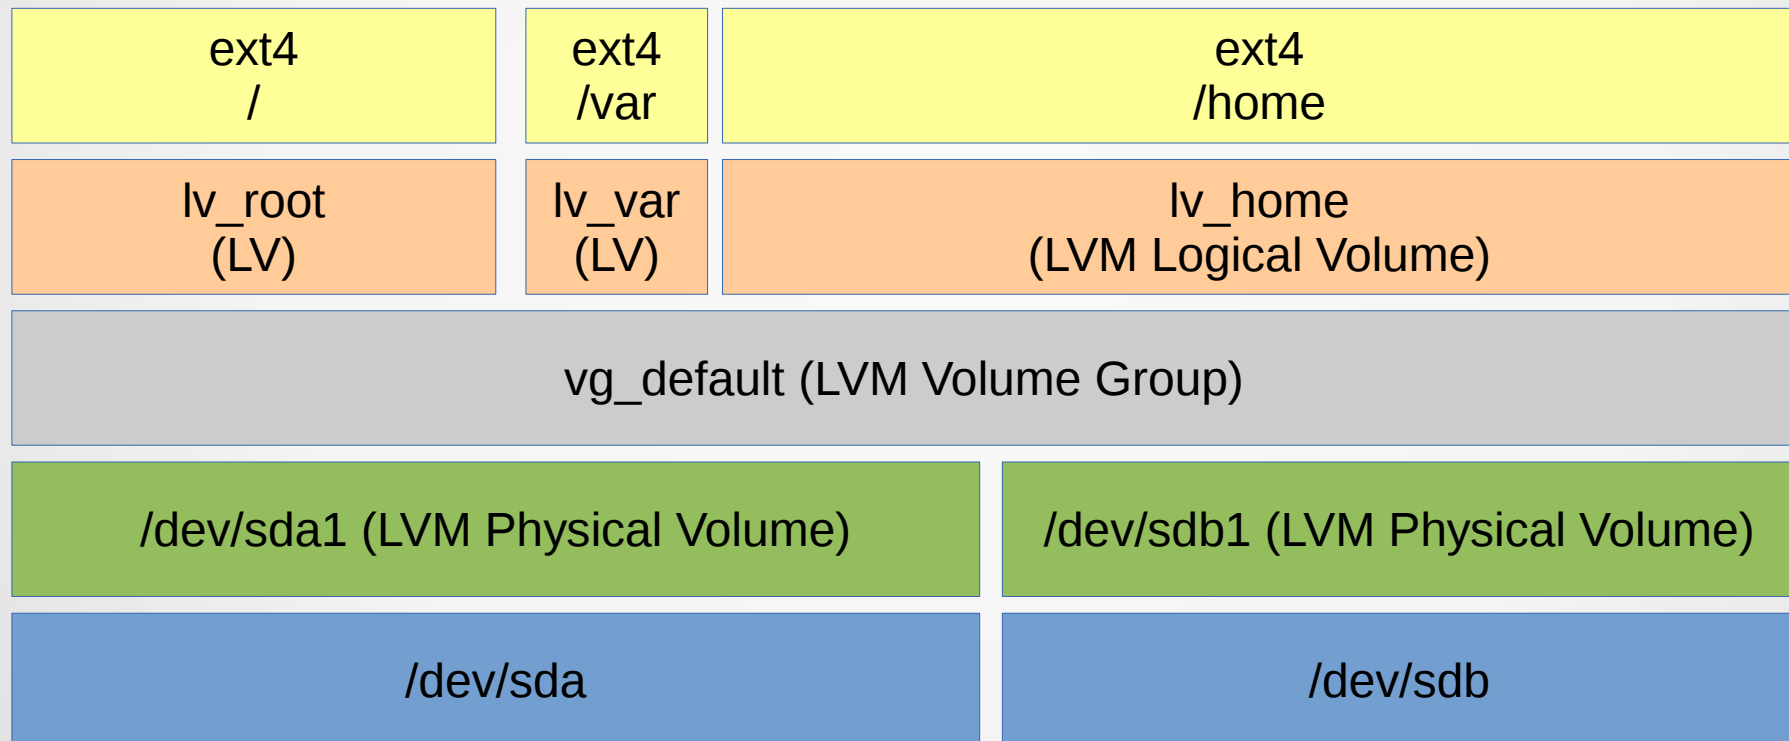 ext4
/
ext4
/var
ext4
/home
lv_root
(LV)
lv_var
(LV)
lv_home
(LVM Logical Volume)
vg_default (LVM Volume Group)
/dev/sda1 (LVM Physical Volume)
/dev/sdb1 (LVM Physical Volume)
/dev/sda
/dev/sdb